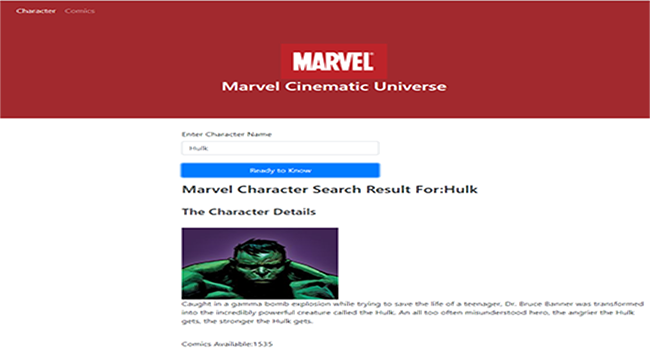 Character Comics
MARVEL
Marvel Cinematic Universe
Enter Character Name
Hulk
Ready to Know
Marvel Character Search Result For:Hulk
The Character Details
Caught in a gamma bomb explosion while trying to save the life of a teenager, Dr. Bruce Banner was transformed
into the incredibly powerful creature called the Hulk. An all too often misunderstood hero, the angrier the Hulk
gets, the stronger the Hulk gets.
Comics Available:1535